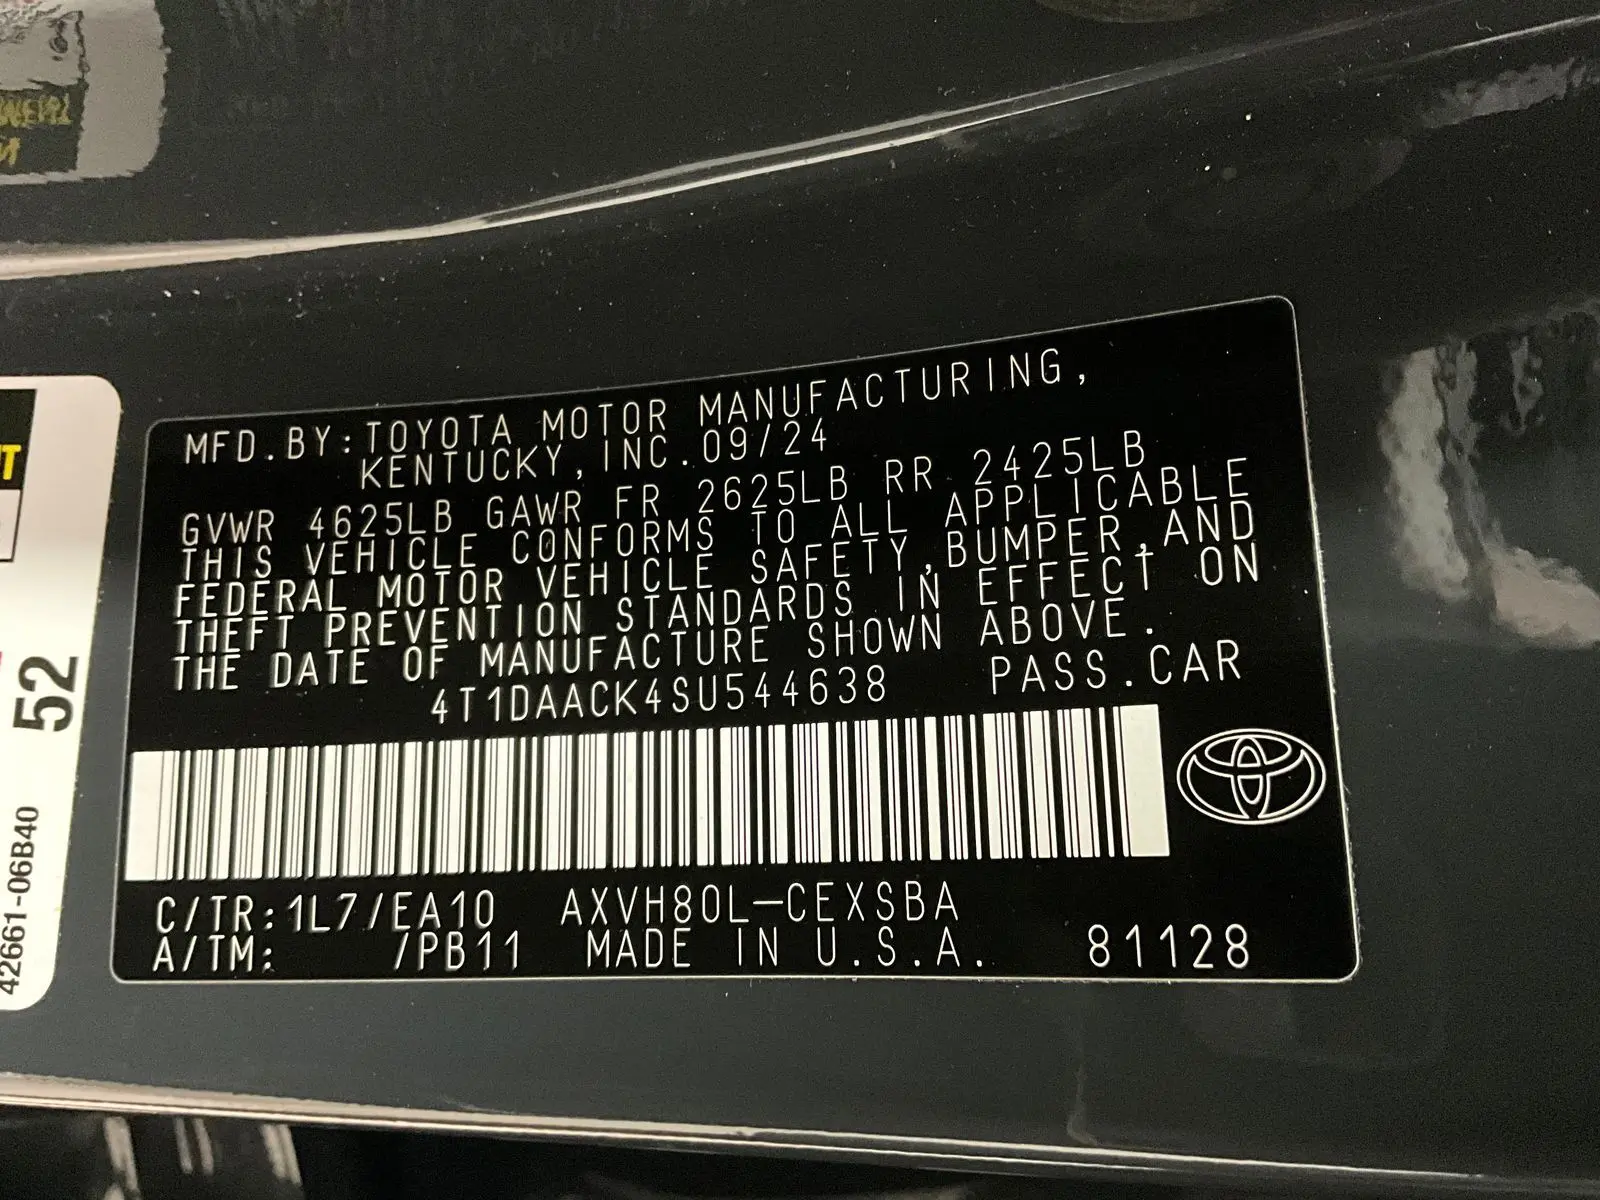 MFD.BY:TOYOTA MOTOR MANUFACTURING,
KENTUCKY,INC.09/24
GVWR 4625LB GAWR FR 2625LB RR 2425LB
THIS VEHICLE CONFORMS TO ALL APPLICABLE
FEDERAL MOTOR VEHICLE SAFETY,BUMPER,AND
THEFT PREVENTION STANDARDS IN EFFECT ON
THE DATE OF MANUFACTURE SHOWN ABOVE.
4T1DAACK4SU544638 PASS.CAR
C/TR:1L7/EA10 AXVH80L-CEXSBA
A/TM: /PB11 MADE IN U.S.A. 81128
52
42661-06B40